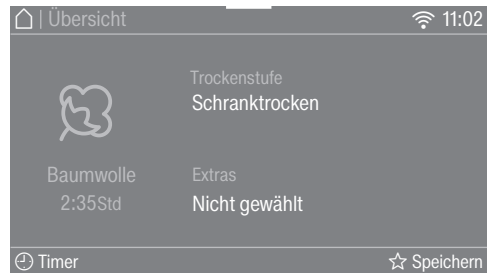 | Übersicht 11:02
Trockenstufe
Schranktrocken
Baumwolle
2:35Std
Extras
Nicht gewählt
Timer
Speichern